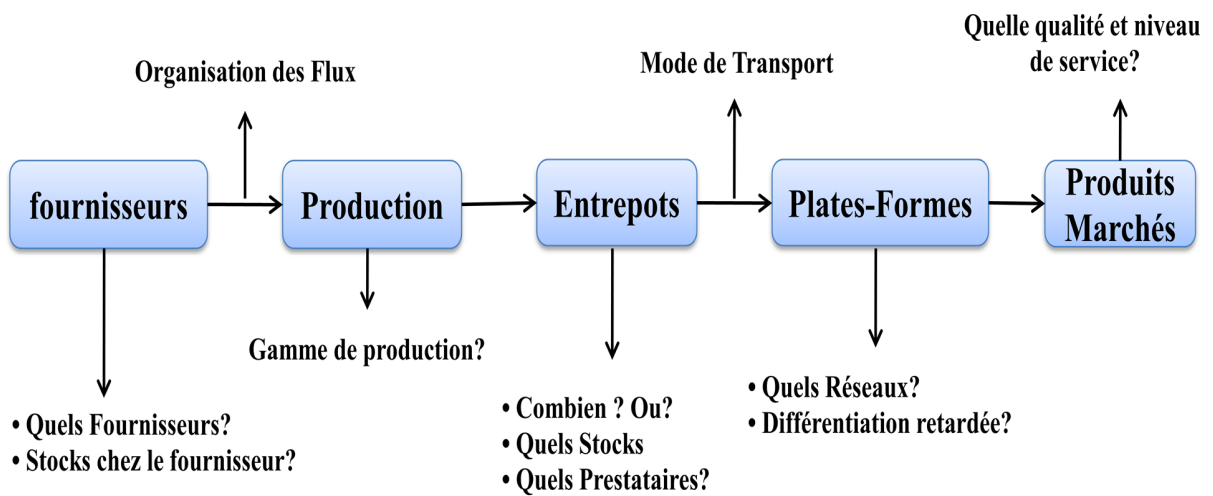 Quelle qualité et niveau
de service?
Organisation des Flux
Mode de Transport
fournisseurs
Production
Entrepots
Plates-Formes
Produits
Marchés
Gamme de production?
• Quels Fournisseurs?
• Stocks chez le fournisseur?
• Combien ? Ou?
• Quels Stocks
• Quels Prestataires?
• Quels Réseaux?
• Différentiation retardée?